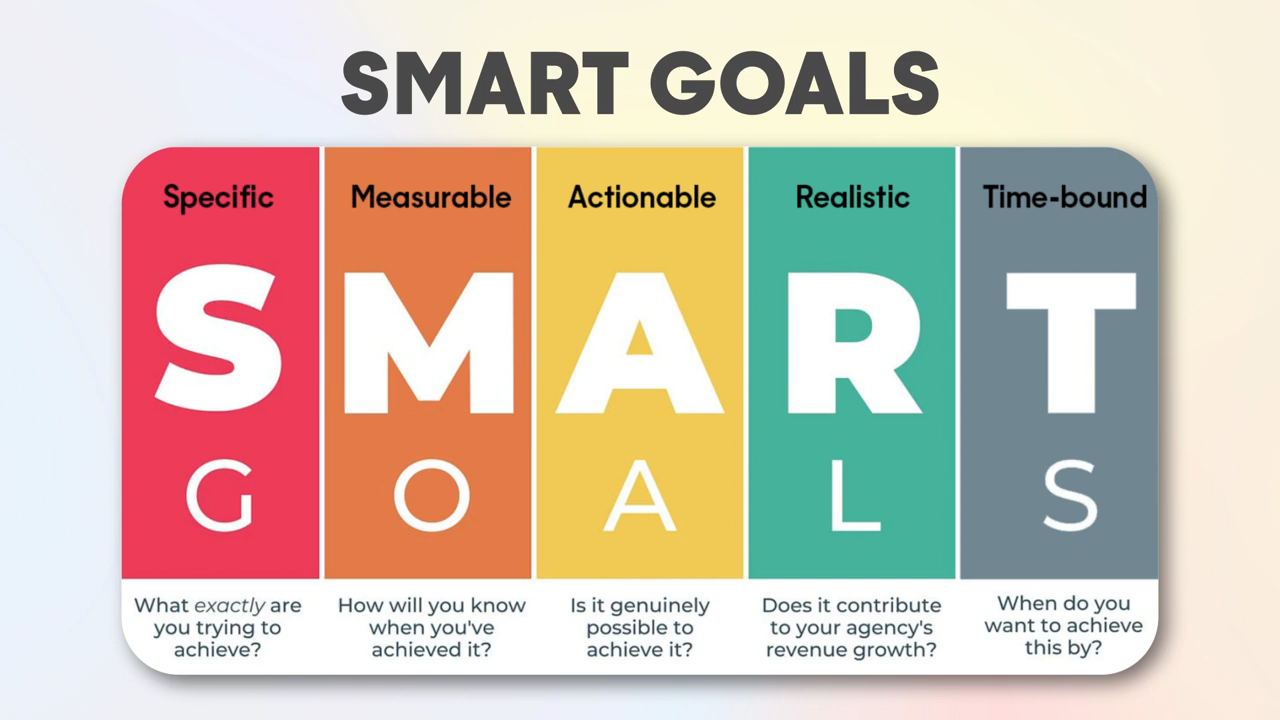 SMART GOALS
Specific
Measurable
Actionable
Realistic
Time-bound
S
M
A
R
T
G
O
A
L
S
What exactly are
you trying to
achieve?
How will you know
when you've
achieved it?
Is it genuinely
possible to
achieve it?
Does it contribute
to your agency's
revenue growth?
When do you
want to achieve
this by?